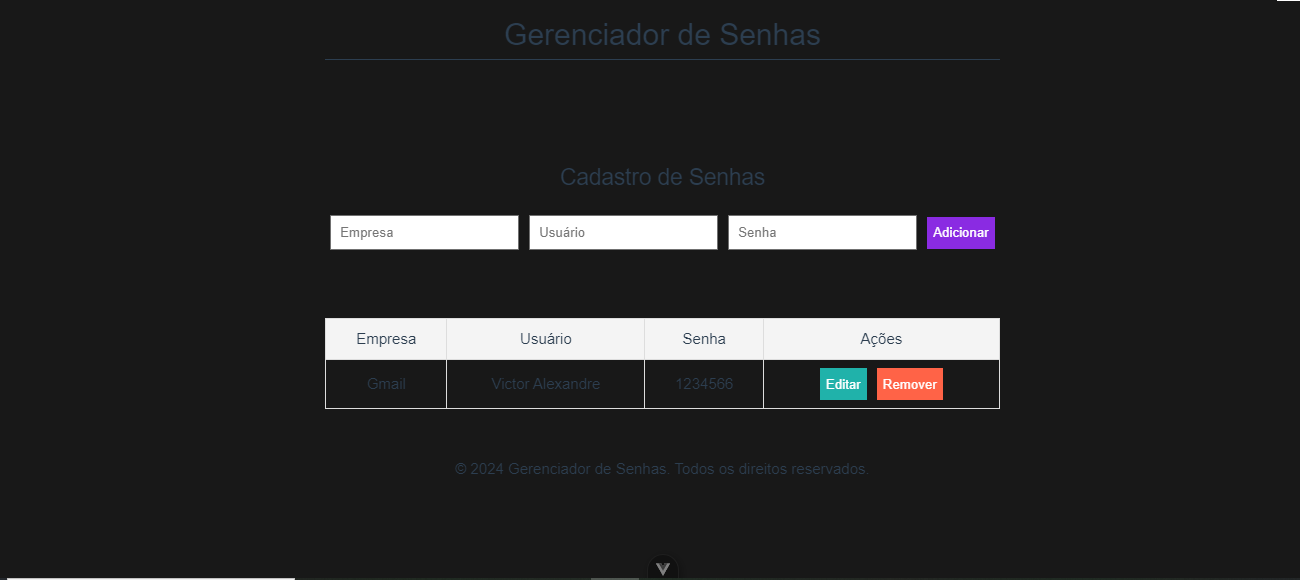 Gerenciador de Senhas
Cadastro de Senhas
Empresa Usuário Senha Adicionar
Empresa Usuário Senha Ações
Gmail Victor Alexandre 1234566 Editar Remover
© 2024 Gerenciador de Senhas. Todos os direitos reservados.